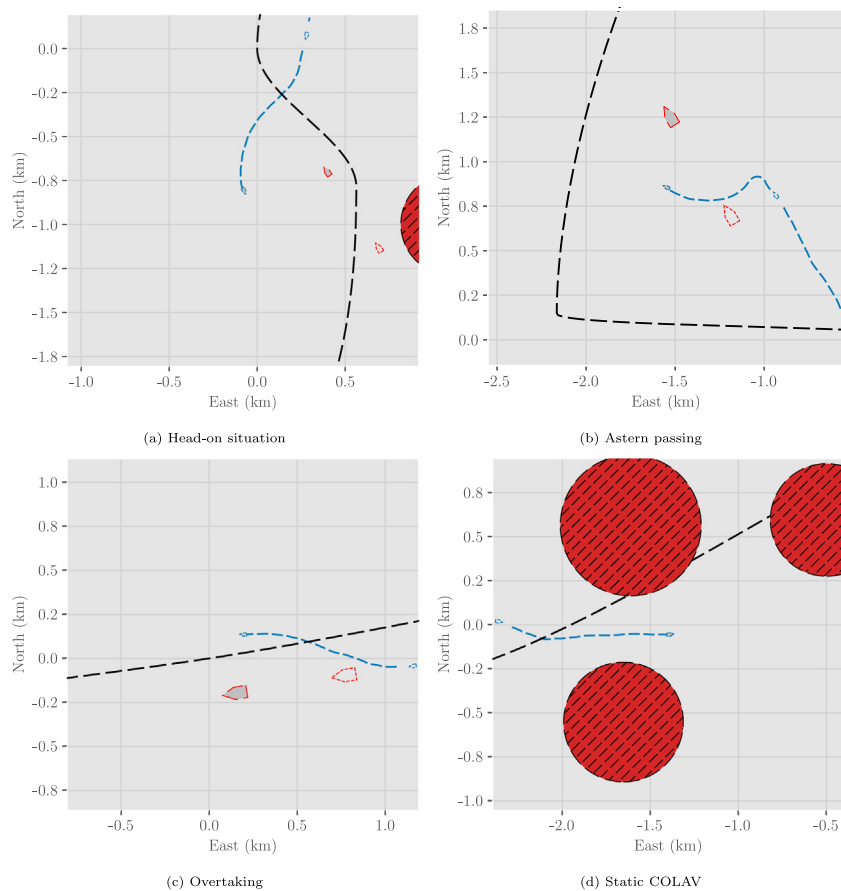 0.0
-0.2
-0.5
-0.8
-1.0
-1.2
-1.5
-1.8
North (km)
-1.0 -0.5 0.0 0.5
East (km)
(a) Head-on situation
1.8
1.5
1.2
1.0
0.8
0.5
0.2
0.0
North (km)
-2.5 -2.0 -1.5 -1.0
East (km)
(b) Astern passing
1.0
0.8
0.5
0.2
0.0
-0.2
-0.5
-0.8
North (km)
-0.5 0.0 0.5 1.0
East (km)
(c) Overtaking
0.8
0.5
0.2
0.0
-0.2
-0.5
-0.8
-1.0
North (km)
-2.0 -1.5 -1.0 -0.5
East (km)
(d) Static COLAV